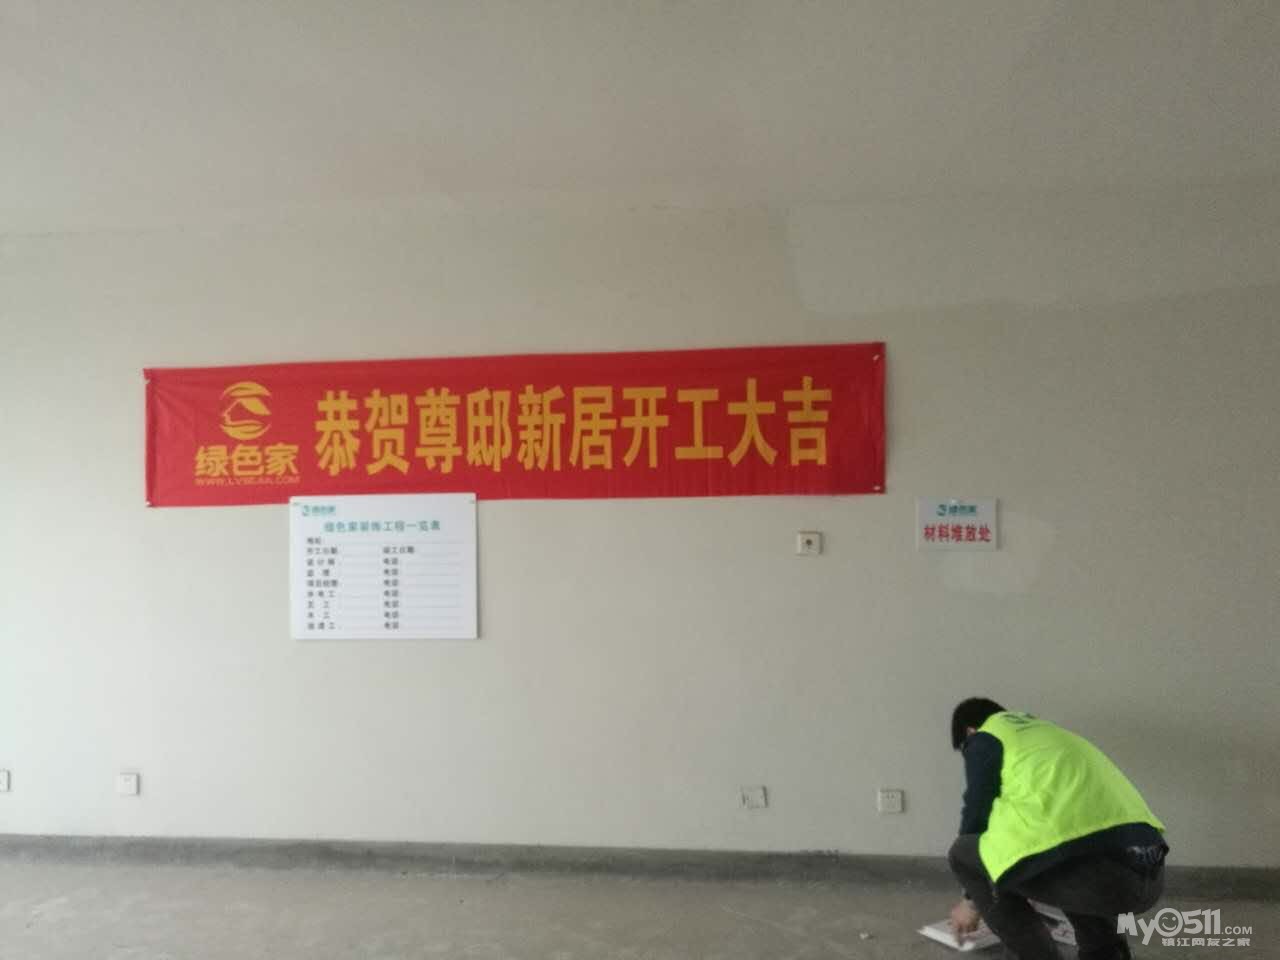 恭贺尊邸新居开工大吉
绿色家
WWW.LVSEJIA.COM
绿色家
绿色家装饰工程一览表
地址:
开工日期: 竣工日期:
设计师: 电话:
监 理: 电话:
项目经理: 电话:
水电工: 电话:
瓦 工: 电话:
木 工: 电话:
油漆工: 电话:
绿色家
材料堆放处
My0511.COM
镇江网友之家